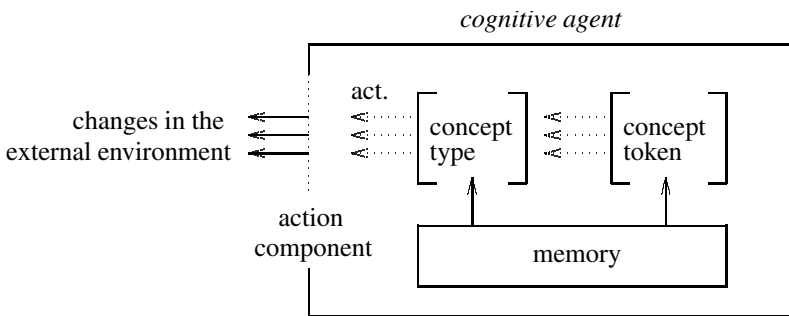 cognitive agent
act.
changes in the
external environment
concept
type
concept
token
action
component
memory